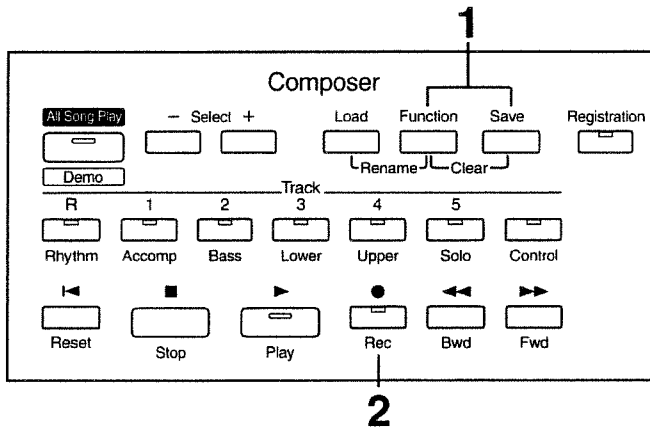 1
Composer
All Song Play
− Select +
Load Function Save Registration
Rename Clear
Demo
Track
R 1 2 3 4 5
Rhythm Accomp Bass Lower Upper Solo Control
Reset Stop Play Rec Bwd Fwd
2